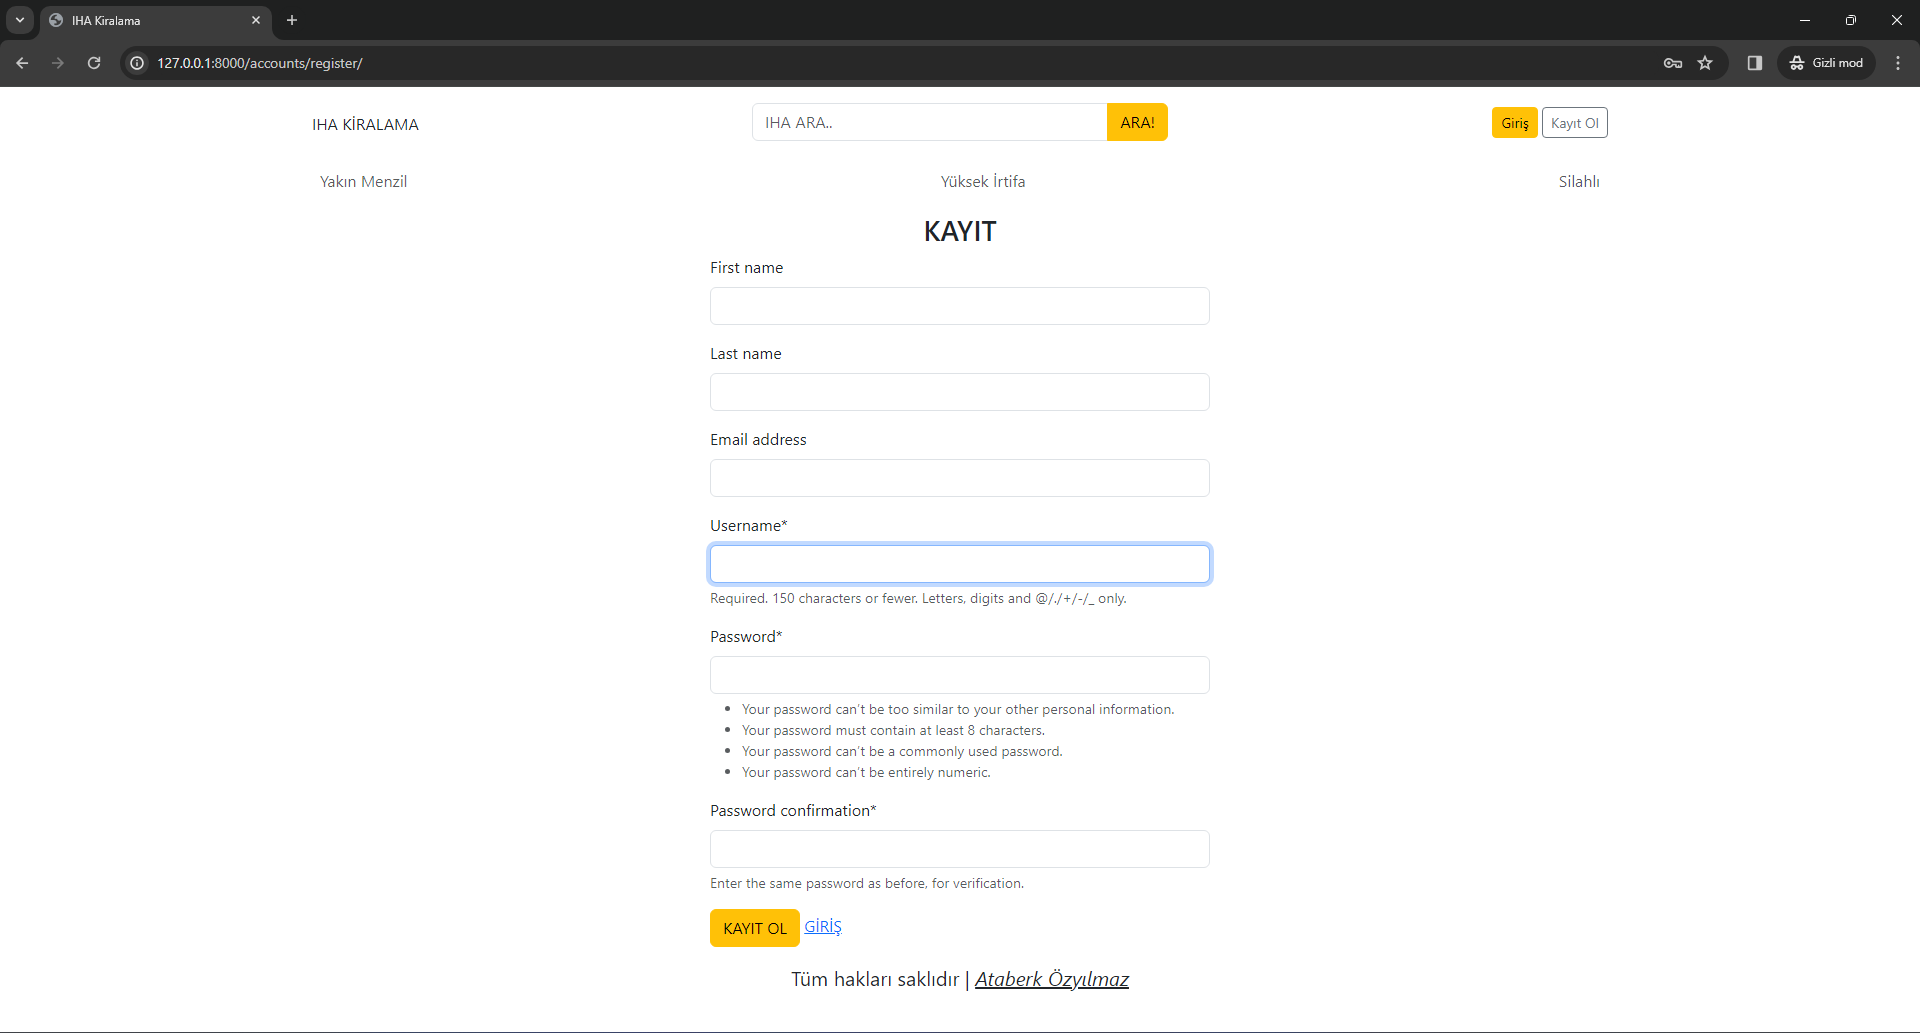 IHA Kiralama
127.0.0.1:8000/accounts/register/
Gizli mod
IHA KİRALAMA
IHA ARA..
ARA!
Giriş
Kayıt Ol
Yakın Menzil
Yüksek İrtifa
Silahlı
KAYIT
First name
Last name
Email address
Username*
Required. 150 characters or fewer. Letters, digits and @/./+/-/_ only.
Password*
Your password can't be too similar to your other personal information.
Your password must contain at least 8 characters.
Your password can't be a commonly used password.
Your password can't be entirely numeric.
Password confirmation*
Enter the same password as before, for verification.
KAYIT OL GİRİŞ
Tüm hakları saklıdır | Ataberk Özyılmaz